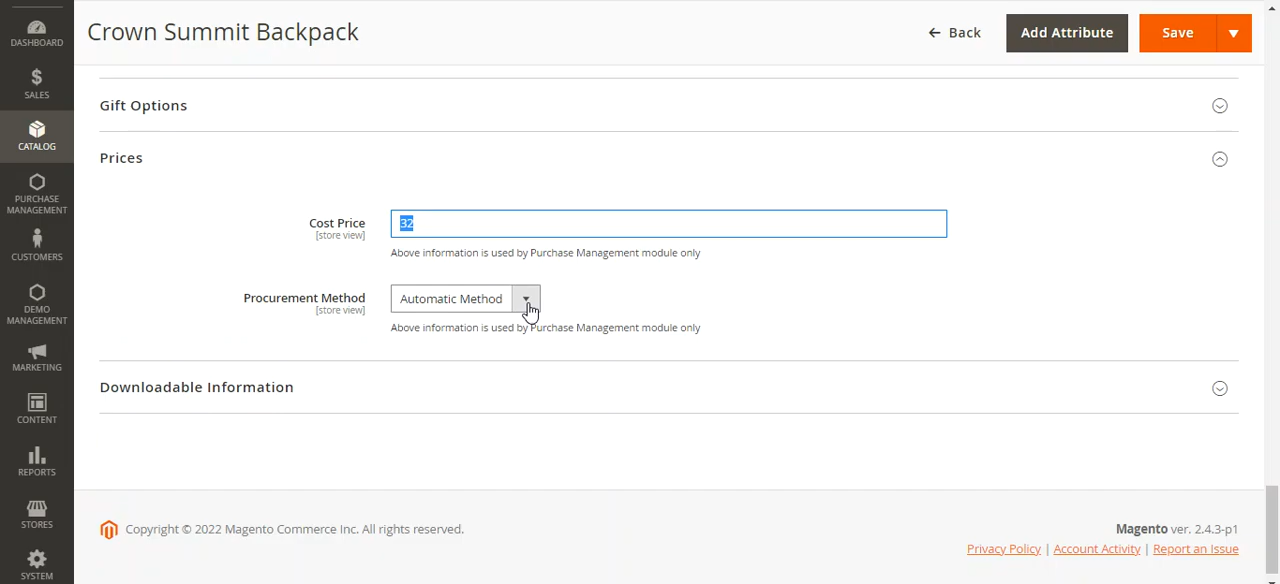 Crown Summit Backpack
Back
Add Attribute
Save
DASHBOARD
SALES
CATALOG
PURCHASE
MANAGEMENT
CUSTOMERS
DEMO
MANAGEMENT
MARKETING
CONTENT
REPORTS
STORES
SYSTEM
Gift Options
Prices
Cost Price
[store view]
32
Above information is used by Purchase Management module only
Procurement Method
[store view]
Automatic Method
Above information is used by Purchase Management module only
Downloadable Information
Copyright © 2022 Magento Commerce Inc. All rights reserved.
Magento ver. 2.4.3-p1
Privacy Policy | Account Activity | Report an Issue